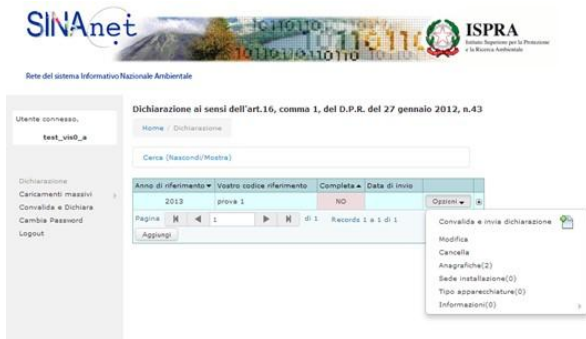 SINAnet
ISPRA
Istituto Superiore per la Protezione
e la Ricerca Ambientale
Rete del sistema Informativo Nazionale Ambientale
Utente connesso,
test_vis0_a
Dichiarazione
Caricamenti massivi
Convalida e Dichiara
Cambia Password
Logout
Dichiarazione ai sensi dell'art.16, comma 1, del D.P.R. del 27 gennaio 2012, n.43
Home / Dichiarazione
Cerca (Nascondi/Mostra)
Anno di riferimento Vostro codice riferimento Completa Data di invio
2013 prova 1 NO Opzioni
Pagina 1 di 1 Records 1 a 1 di 1
Aggiungi
Convalida e invia dichiarazione
Modifica
Cancella
Anagrafiche(2)
Sede installazione(0)
Tipo apparecchiature(0)
Informazioni(0)